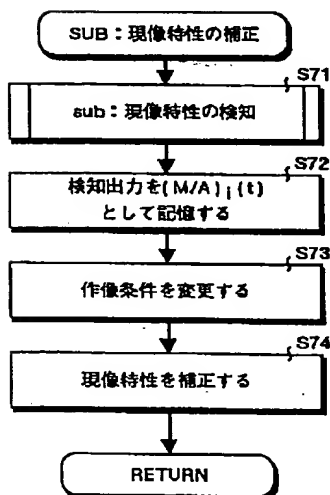 SUB：現像特性の補正
S71
sub：現像特性の検知
S72
検知出力を(M/A)i(t)
として記憶する
S73
作像条件を変更する
S74
現像特性を補正する
RETURN